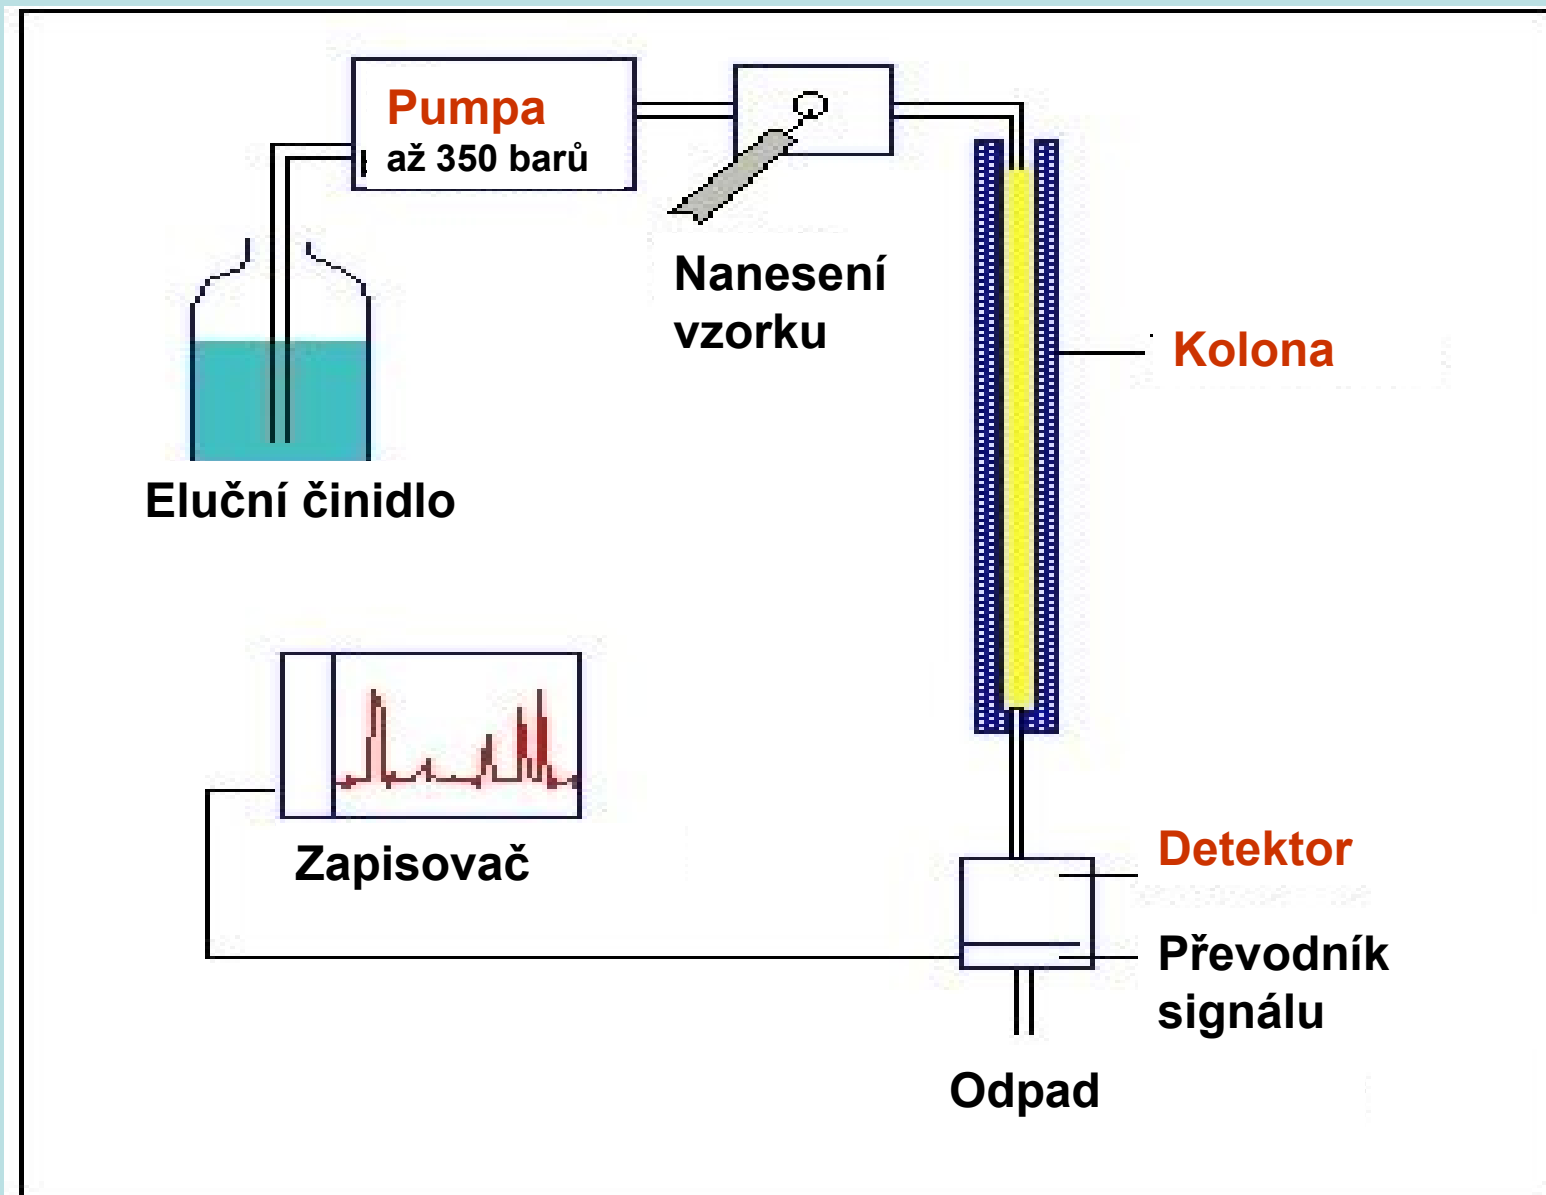 Pumpa
až 350 barů
Nanesení
vzorku
Kolona
Eluční činidlo
Zapisovač
Detektor
Převodník
signálu
Odpad